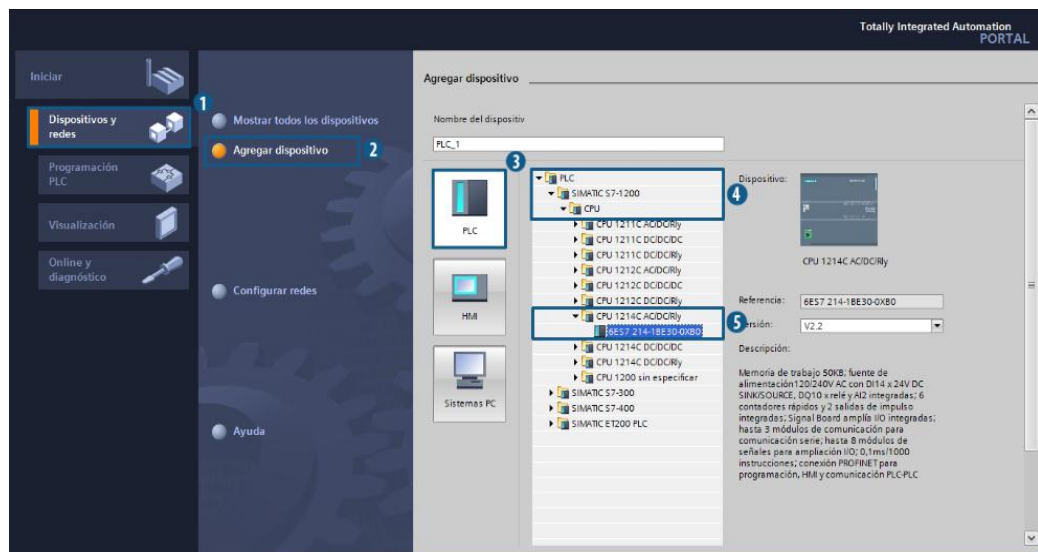 Totally Integrated Automation
PORTAL
Iniciar
1
Dispositivos y
redes
Programación
PLC
Visualización
Online y
diagnóstico
Mostrar todos los dispositivos
Agregar dispositivo
2
Configurar redes
Ayuda
Agregar dispositivo
Nombre del dispositiv
PLC_1
3
PLC
HMI
Sistemas PC
4
PLC
SIMATIC S7-1200
CPU
CPU 1211C AC/DC/Rly
CPU 1211C DC/DC/DC
CPU 1211C DC/DC/Rly
CPU 1212C AC/DC/Rly
CPU 1212C DC/DC/DC
CPU 1212C DC/DC/Rly
CPU 1214C AC/DC/Rly
6ES7 214-1BE30-0XB0
5
CPU 1214C DC/DC/DC
CPU 1214C DC/DC/Rly
CPU 1200 sin especificar
SIMATIC S7-300
SIMATIC S7-400
SIMATIC ET200 PLC
Dispositivo:
CPU 1214C AC/DC/Rly
Referencia:
6ES7 214-1BE30-0XB0
ersión:
V2.2
Descripción:
Memoria de trabajo 50KB; fuente de
alimentación120/240V AC con DI14 x 24V DC
SINK/SOURCE, DQ10 x relé y AI2 integradas; 6
contadores rápidos y 2 salidas de impulso
integradas; Signal Board amplía I/O integradas;
hasta 3 módulos de comunicación para
comunicación serie; hasta 8 módulos de
señales para ampliación I/O; 0,1ms/1000
instrucciones; conexión PROFINET para
programación, HMI y comunicación PLC-PLC